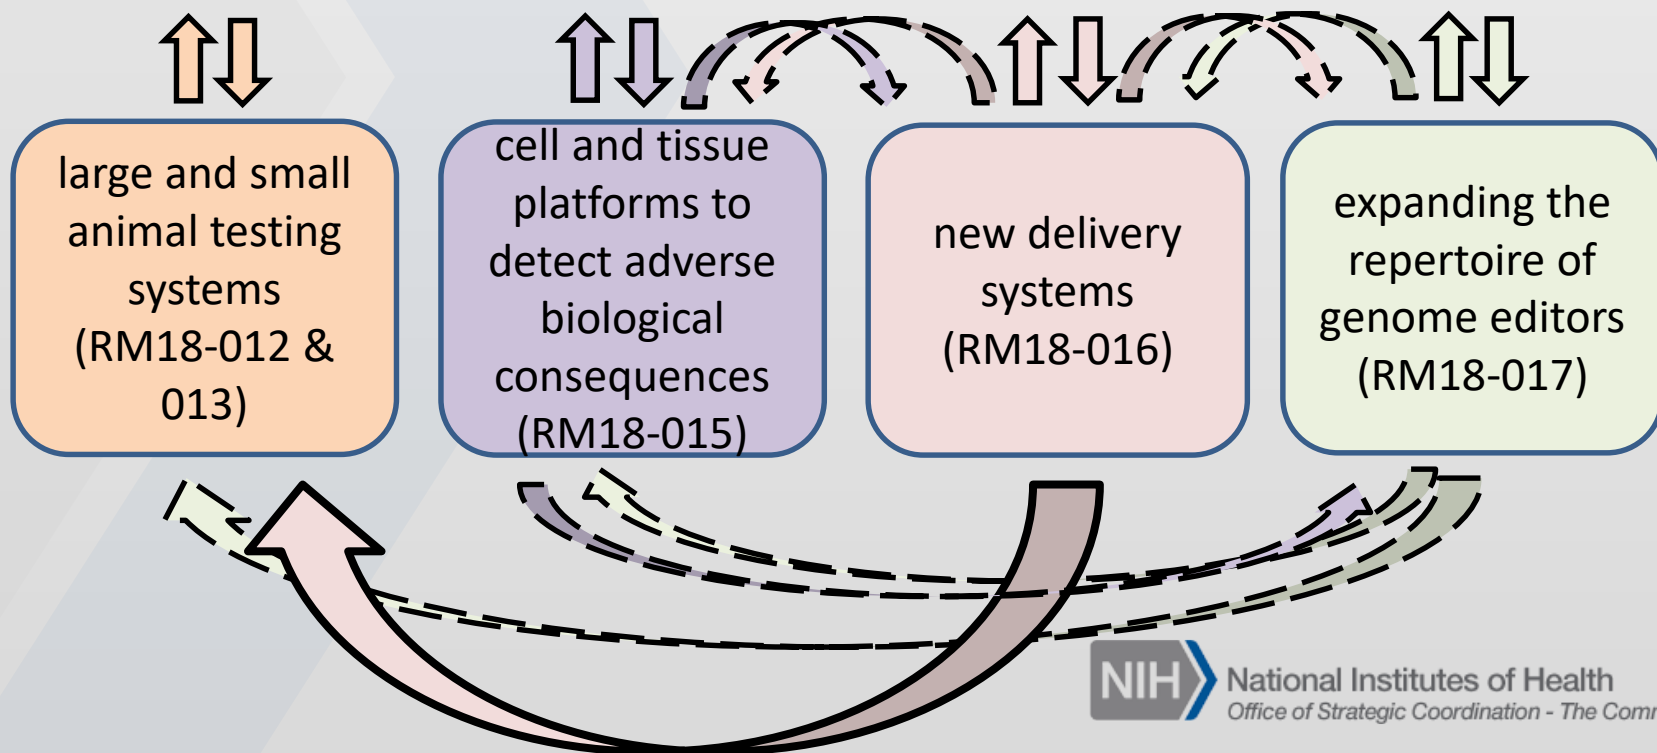 large and small
animal testing
systems
(RM18-012 &
013)
cell and tissue
platforms to
detect adverse
biological
consequences
(RM18-015)
new delivery
systems
(RM18-016)
expanding the
repertoire of
genome editors
(RM18-017)
NIH
National Institutes of Health
Office of Strategic Coordination - The